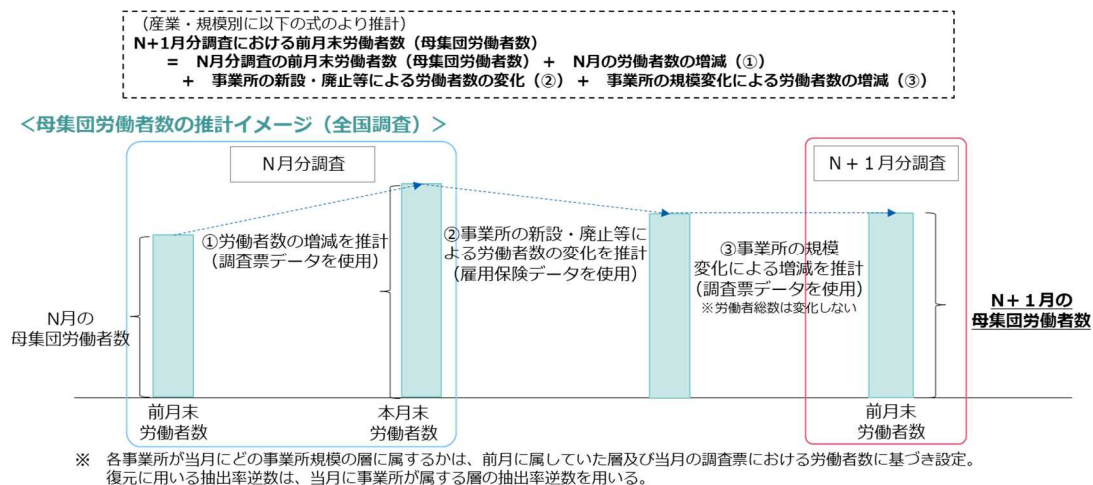 （産業・規模別に以下の式のより推計）
N+1月分調査における前月末労働者数（母集団労働者数）
＝　N月分調査の前月末労働者数（母集団労働者数）＋　N月の労働者数の増減（①）
＋　事業所の新設・廃止等による労働者数の変化（②）＋　事業所の規模変化による労働者数の増減（③）
＜母集団労働者数の推計イメージ（全国調査）＞
N月分調査
N＋１月分調査
①労働者数の増減を推計
（調査票データを使用）
②事業所の新設・廃止等に
よる労働者数の変化を推計
（雇用保険データを使用）
③事業所の規模
変化による増減を推計
（調査票データを使用）
※労働者総数は変化しない
N月の
母集団労働者数
N＋１月の
母集団労働者数
前月末
労働者数
本月末
労働者数
前月末
労働者数
※　各事業所が当月にどの事業所規模の層に属するかは、前月に属していた層及び当月の調査票における労働者数に基づき設定。
復元に用いる抽出率逆数は、当月に事業所が属する層の抽出率逆数を用いる。